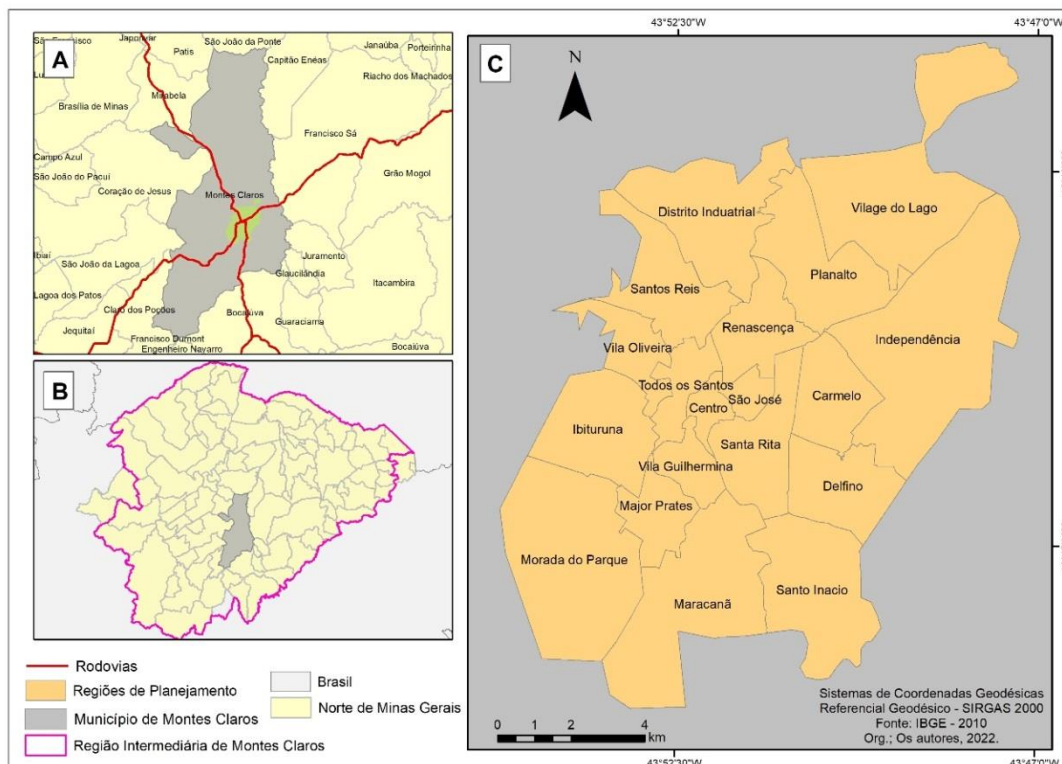 A
São Francisco
Japonvar
São João da Ponte
Patis
Janaúba
Porteirinha
Capitão Enéas
Riacho dos Machados
Mirabela
Brasília de Minas
Francisco Sá
Campo Azul
São João do Pacuí
Grão Mogol
Coração de Jesus
Montes Claros
Ibiaí
São João da Lagoa
Juramento
Glaucilândia
Itacambira
Lagoa dos Patos
Claro dos Poções
Bocaiúva
Guaraciama
Jequitaí
Francisco Dumont
Engenheiro Navarro
Bocaiúva
B
Rodovias
Regiões de Planejamento
Município de Montes Claros
Região Intermediária de Montes Claros
Brasil
Norte de Minas Gerais
43°52'30"W
43°47'0"W
C
N
Distrito Induatrial
Vilage do Lago
Planalto
Santos Reis
Renascença
Independência
Vila Oliveira
Todos os Santos
Centro
São José
Carmelo
Ibituruna
Santa Rita
Vila Guilhermina
Delfino
Major Prates
Morada do Parque
Maracanã
Santo Inacio
Sistemas de Coordenadas Geodésicas
Referencial Geodésico - SIRGAS 2000
Fonte: IBGE - 2010
Org.; Os autores, 2022.
0 1 2 4
km
43°52'30"W
43°47'0"W